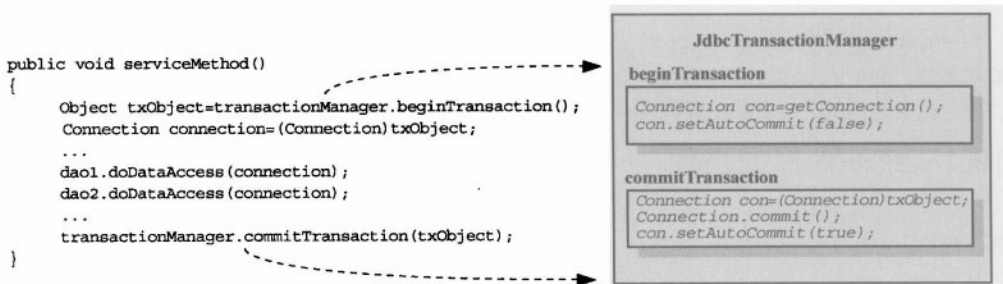 public void serviceMethod()
{
Object txObject=transactionManager.beginTransaction();
Connection connection=(Connection)txObject;
...
dao1.doDataAccess(connection);
dao2.doDataAccess(connection);
...
transactionManager.commitTransaction(txObject);
}
JdbcTransactionManager
beginTransaction
Connection con=getConnection();
con.setAutoCommit(false);
commitTransaction
Connection con=(Connection)txObject;
Connection.commit();
con.setAutoCommit(true);